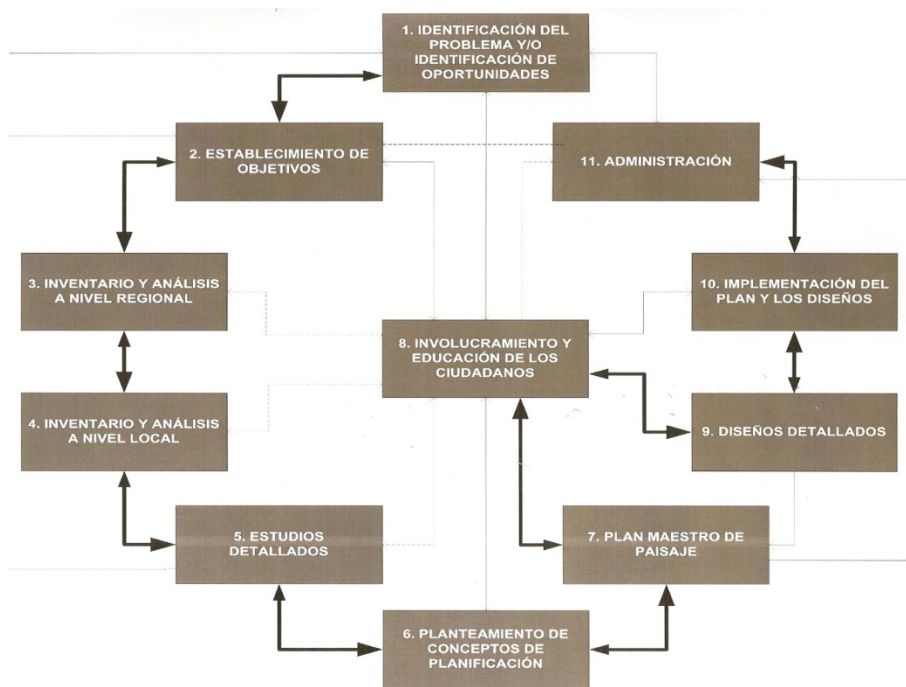 1. IDENTIFICACIÓN DEL
PROBLEMA Y/O
IDENTIFICACIÓN DE
OPORTUNIDADES
2. ESTABLECIMIENTO DE
OBJETIVOS
11. ADMINISTRACIÓN
3. INVENTARIO Y ANÁLISIS
A NIVEL REGIONAL
10. IMPLEMENTACIÓN DEL
PLAN Y LOS DISEÑOS
8. INVOLUCRAMIENTO Y
EDUCACIÓN DE LOS
CIUDADANOS
4. INVENTARIO Y ANÁLISIS
A NIVEL LOCAL
9. DISEÑOS DETALLADOS
5. ESTUDIOS
DETALLADOS
7. PLAN MAESTRO DE
PAISAJE
6. PLANTEAMIENTO DE
CONCEPTOS DE
PLANIFICACIÓN